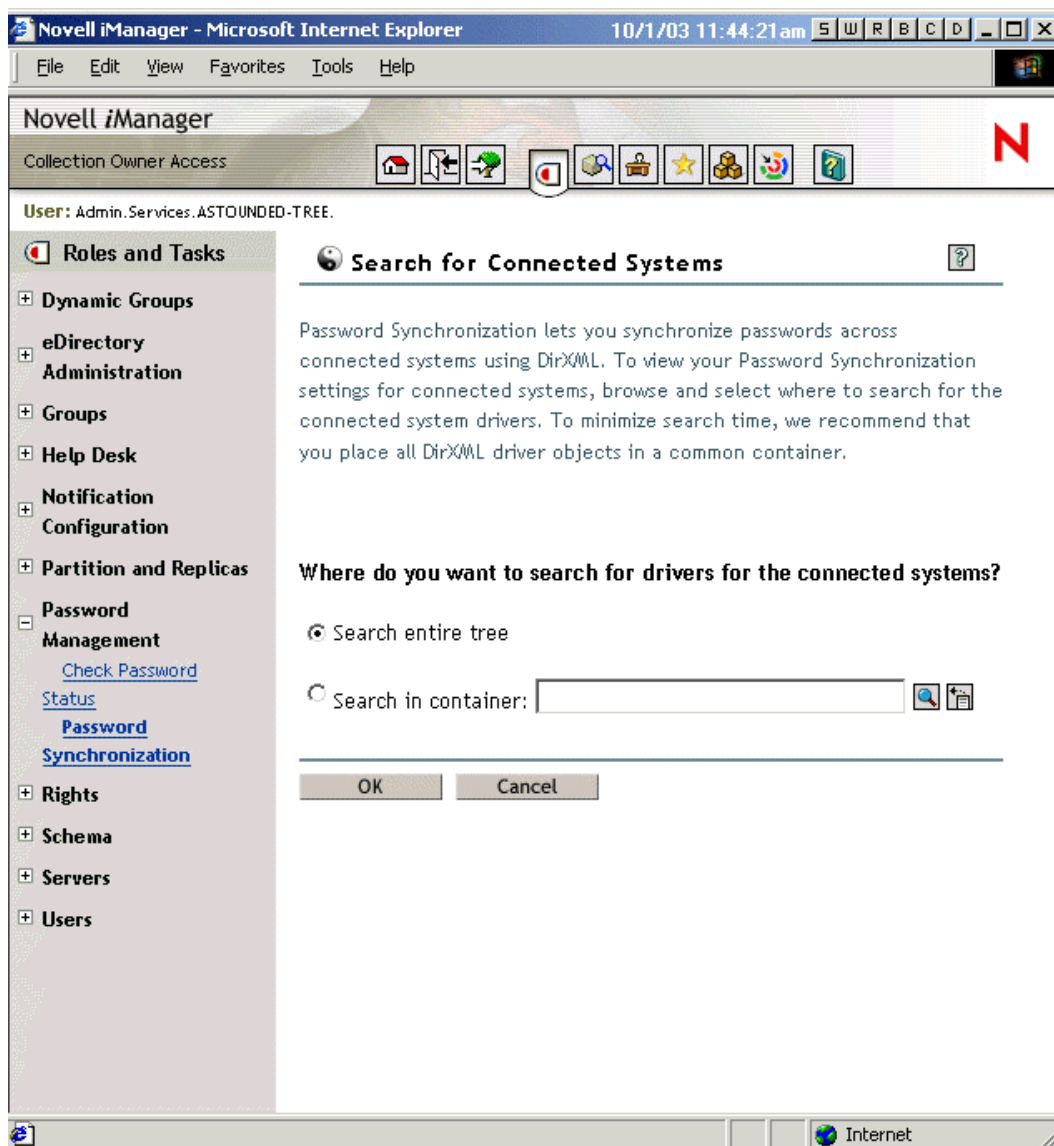 Novell iManager - Microsoft Internet Explorer 10/1/03 11:44:21am S W R B C D
File Edit View Favorites Tools Help
Novell iManager
N
Collection Owner Access
User: Admin.Services.ASTOUNDED-TREE.
Roles and Tasks
Dynamic Groups
eDirectory
Administration
Groups
Help Desk
Notification
Configuration
Partition and Replicas
Password
Management
Check Password
Status
Password
Synchronization
Rights
Schema
Servers
Users
Search for Connected Systems ?
Password Synchronization lets you synchronize passwords across
connected systems using DirXML. To view your Password Synchronization
settings for connected systems, browse and select where to search for the
connected system drivers. To minimize search time, we recommend that
you place all DirXML driver objects in a common container.
Where do you want to search for drivers for the connected systems?
Search entire tree
Search in container:
OK Cancel
Internet